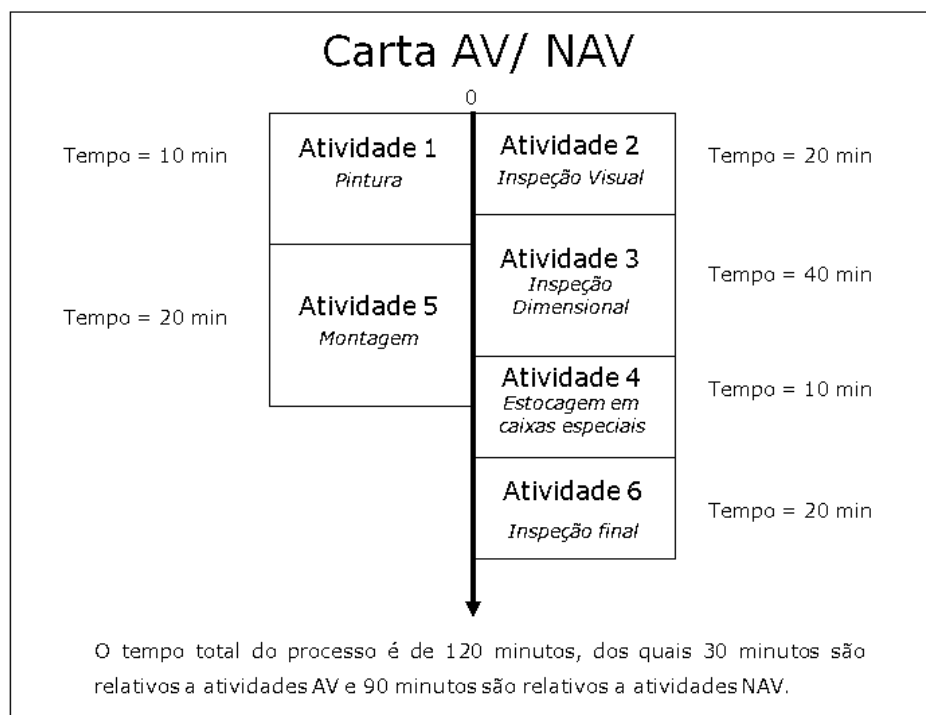 Carta AV/ NAV
0
Tempo = 10 min
Atividade 1
Pintura
Atividade 2
Inspeção Visual
Tempo = 20 min
Tempo = 20 min
Atividade 5
Montagem
Atividade 3
Inspeção
Dimensional
Tempo = 40 min
Atividade 4
Estocagem em
caixas especiais
Tempo = 10 min
Atividade 6
Inspeção final
Tempo = 20 min
O tempo total do processo é de 120 minutos, dos quais 30 minutos são
relativos a atividades AV e 90 minutos são relativos a atividades NAV.